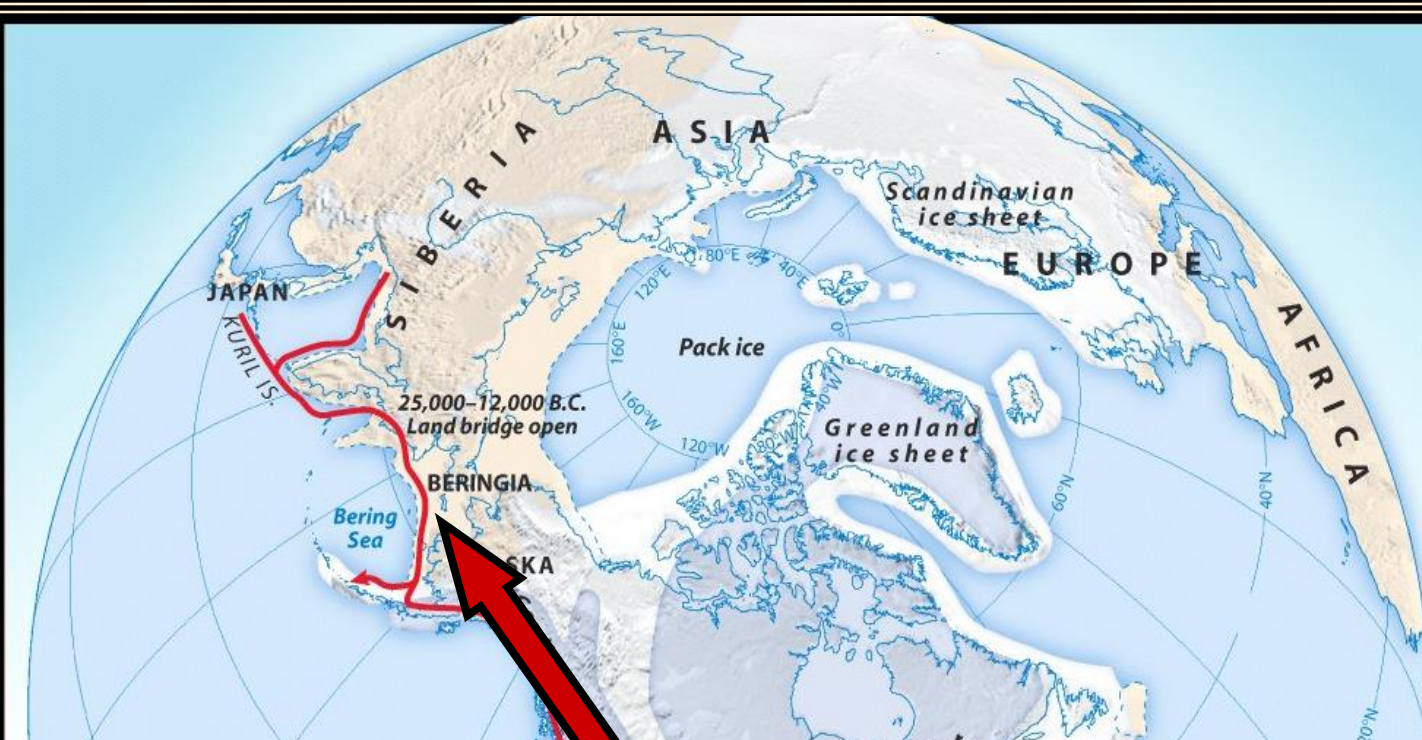 ASIA
SIBERIA
Scandinavian
ice sheet
EUROPE
AFRICA
JAPAN
KURIL IS.
80°E
40°E
120°E
160°E
0°
Pack ice
160°W
120°W
80°W
40°W
25,000–12,000 B.C.
Land bridge open
Greenland
ice sheet
BERINGIA
60°N
40°N
Bering
Sea
SKA